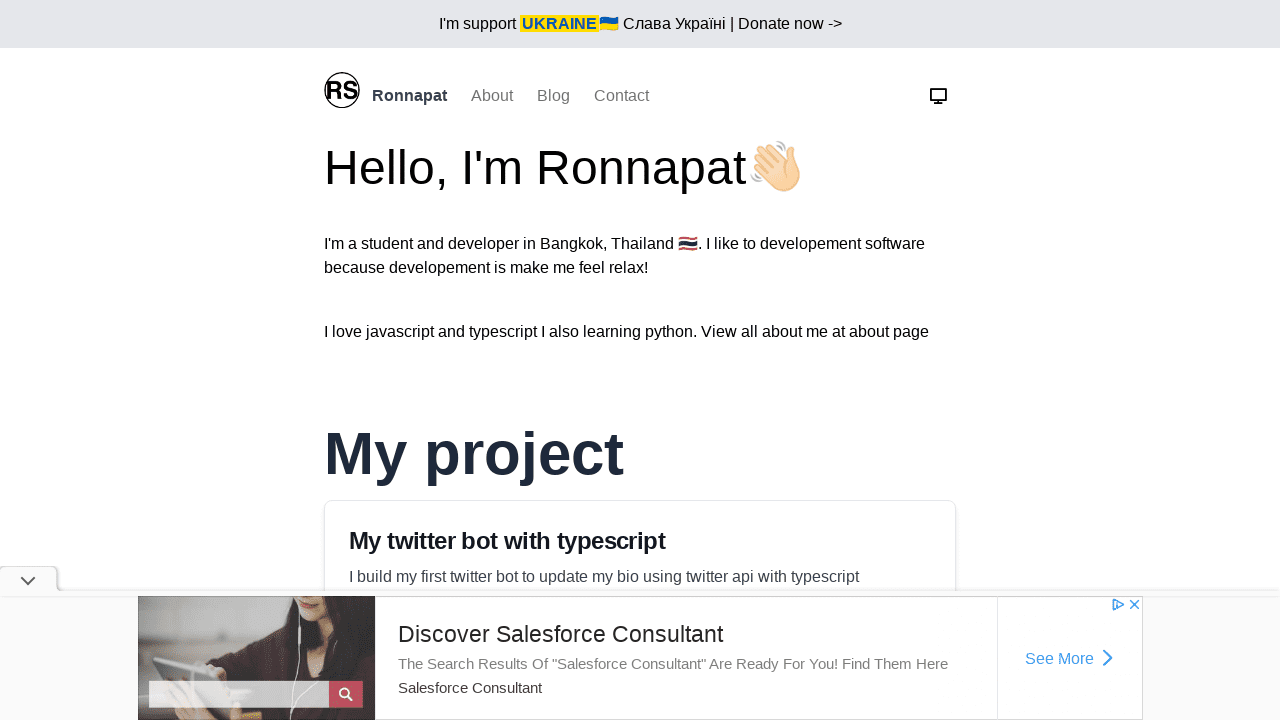 I'm support UKRAINE🇺🇦 Слава Україні | Donate now ->
RS Ronnapat About Blog Contact
Hello, I'm Ronnapat👋🏻
I'm a student and developer in Bangkok, Thailand 🇹🇭. I like to developement software
because developement is make me feel relax!
I love javascript and typescript I also learning python. View all about me at about page
My project
My twitter bot with typescript
I build my first twitter bot to update my bio using twitter api with typescript
Discover Salesforce Consultant
The Search Results Of "Salesforce Consultant" Are Ready For You! Find Them Here
Salesforce Consultant
See More